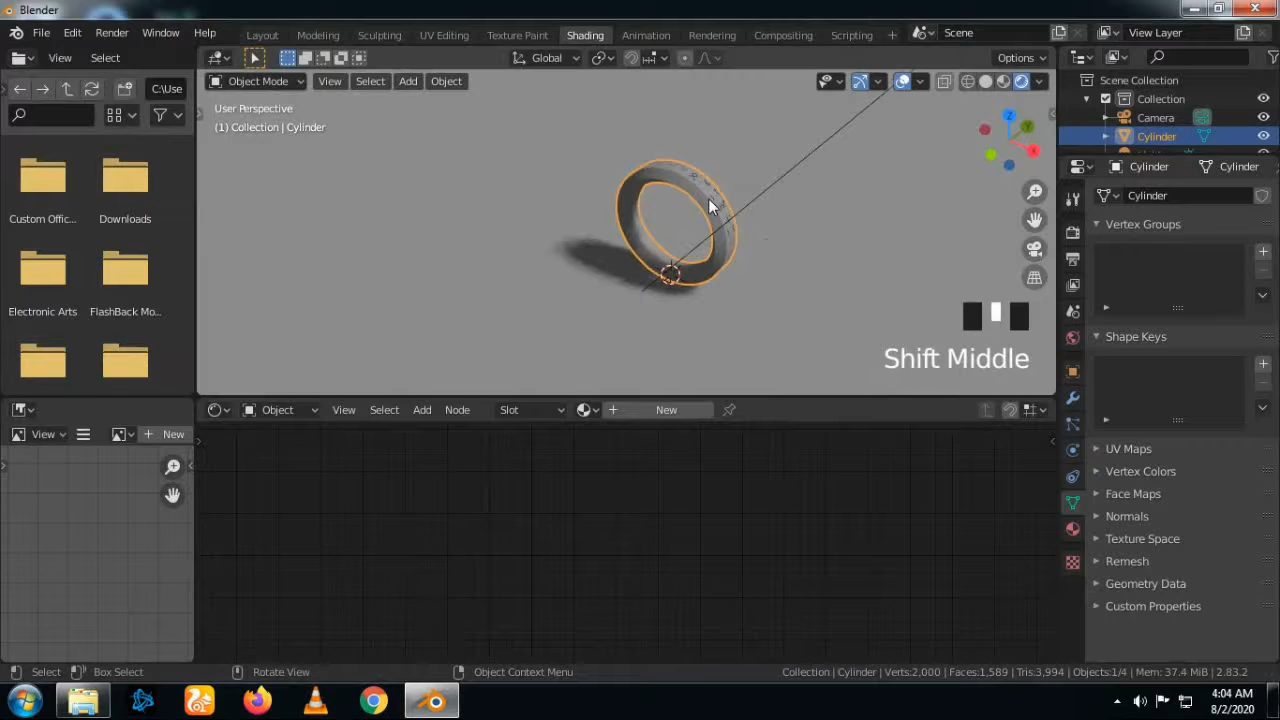 Blender
File Edit Render Window Help
Layout Modeling Sculpting UV Editing Texture Paint Shading Animation Rendering Compositing Scripting
Scene
View Layer
View Select
Global
Options
C:\Use
Object Mode View Select Add Object
User Perspective
(1) Collection | Cylinder
Scene Collection
Collection
Camera
Cylinder
Cylinder Cylinder
Cylinder
Vertex Groups
Shape Keys
UV Maps
Vertex Colors
Face Maps
Normals
Texture Space
Remesh
Geometry Data
Custom Properties
Custom Offic...
Downloads
Electronic Arts
FlashBack Mo...
Z
Y
X
Shift Middle
Object View Select Add Node Slot New
View New
Select Box Select Rotate View Object Context Menu
Collection | Cylinder | Verts:2,000 | Faces:1,589 | Tris:3,994 | Objects:1/4 | Mem: 37.4 MiB | 2.83.2
4:04 AM
8/2/2020